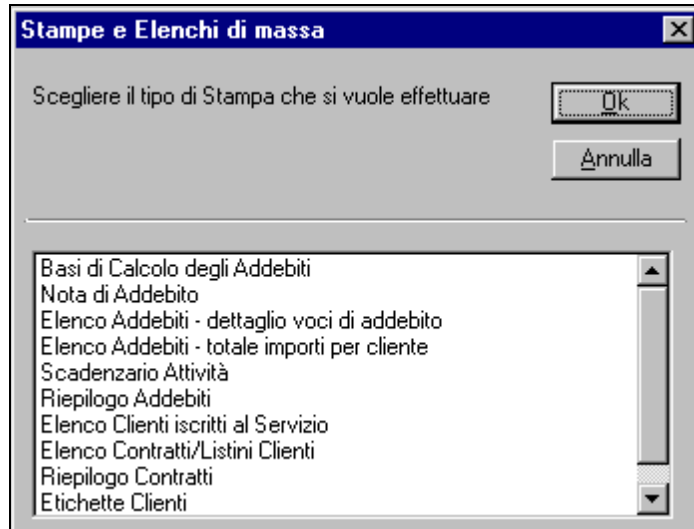 Stampe e Elenchi di massa
Scegliere il tipo di Stampa che si vuole effettuare
Ok
Annulla
Basi di Calcolo degli Addebiti
Nota di Addebito
Elenco Addebiti - dettaglio voci di addebito
Elenco Addebiti - totale importi per cliente
Scadenzario Attività
Riepilogo Addebiti
Elenco Clienti iscritti al Servizio
Elenco Contratti/Listini Clienti
Riepilogo Contratti
Etichette Clienti